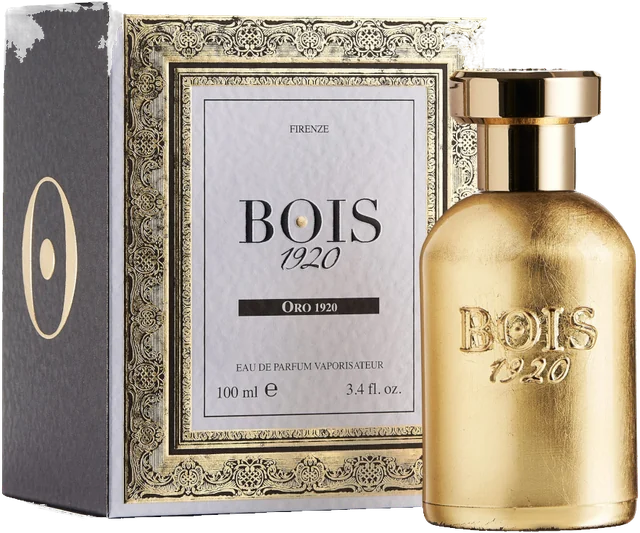 FIRENZE
BOIS
1920
ORO 1920
EAU DE PARFUM VAPORISATEUR
100 ml ℮ 3.4 fl. oz.
BOIS
1920